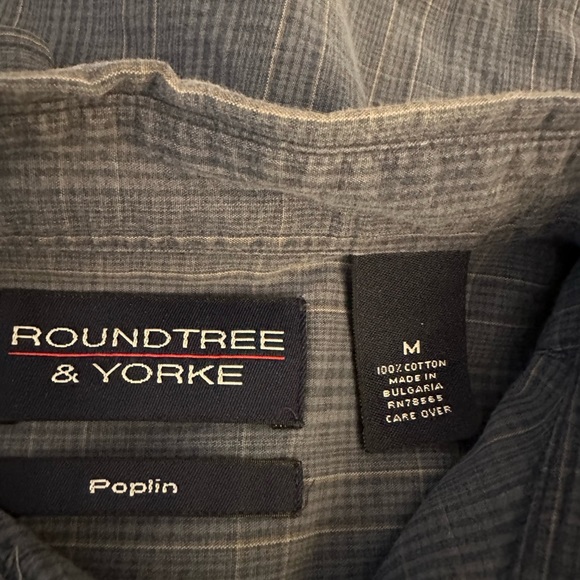 ROUNDTREE
& YORKE
Poplin
M
100% COTTON
MADE IN
BULGARIA
RN78565
CARE OVER